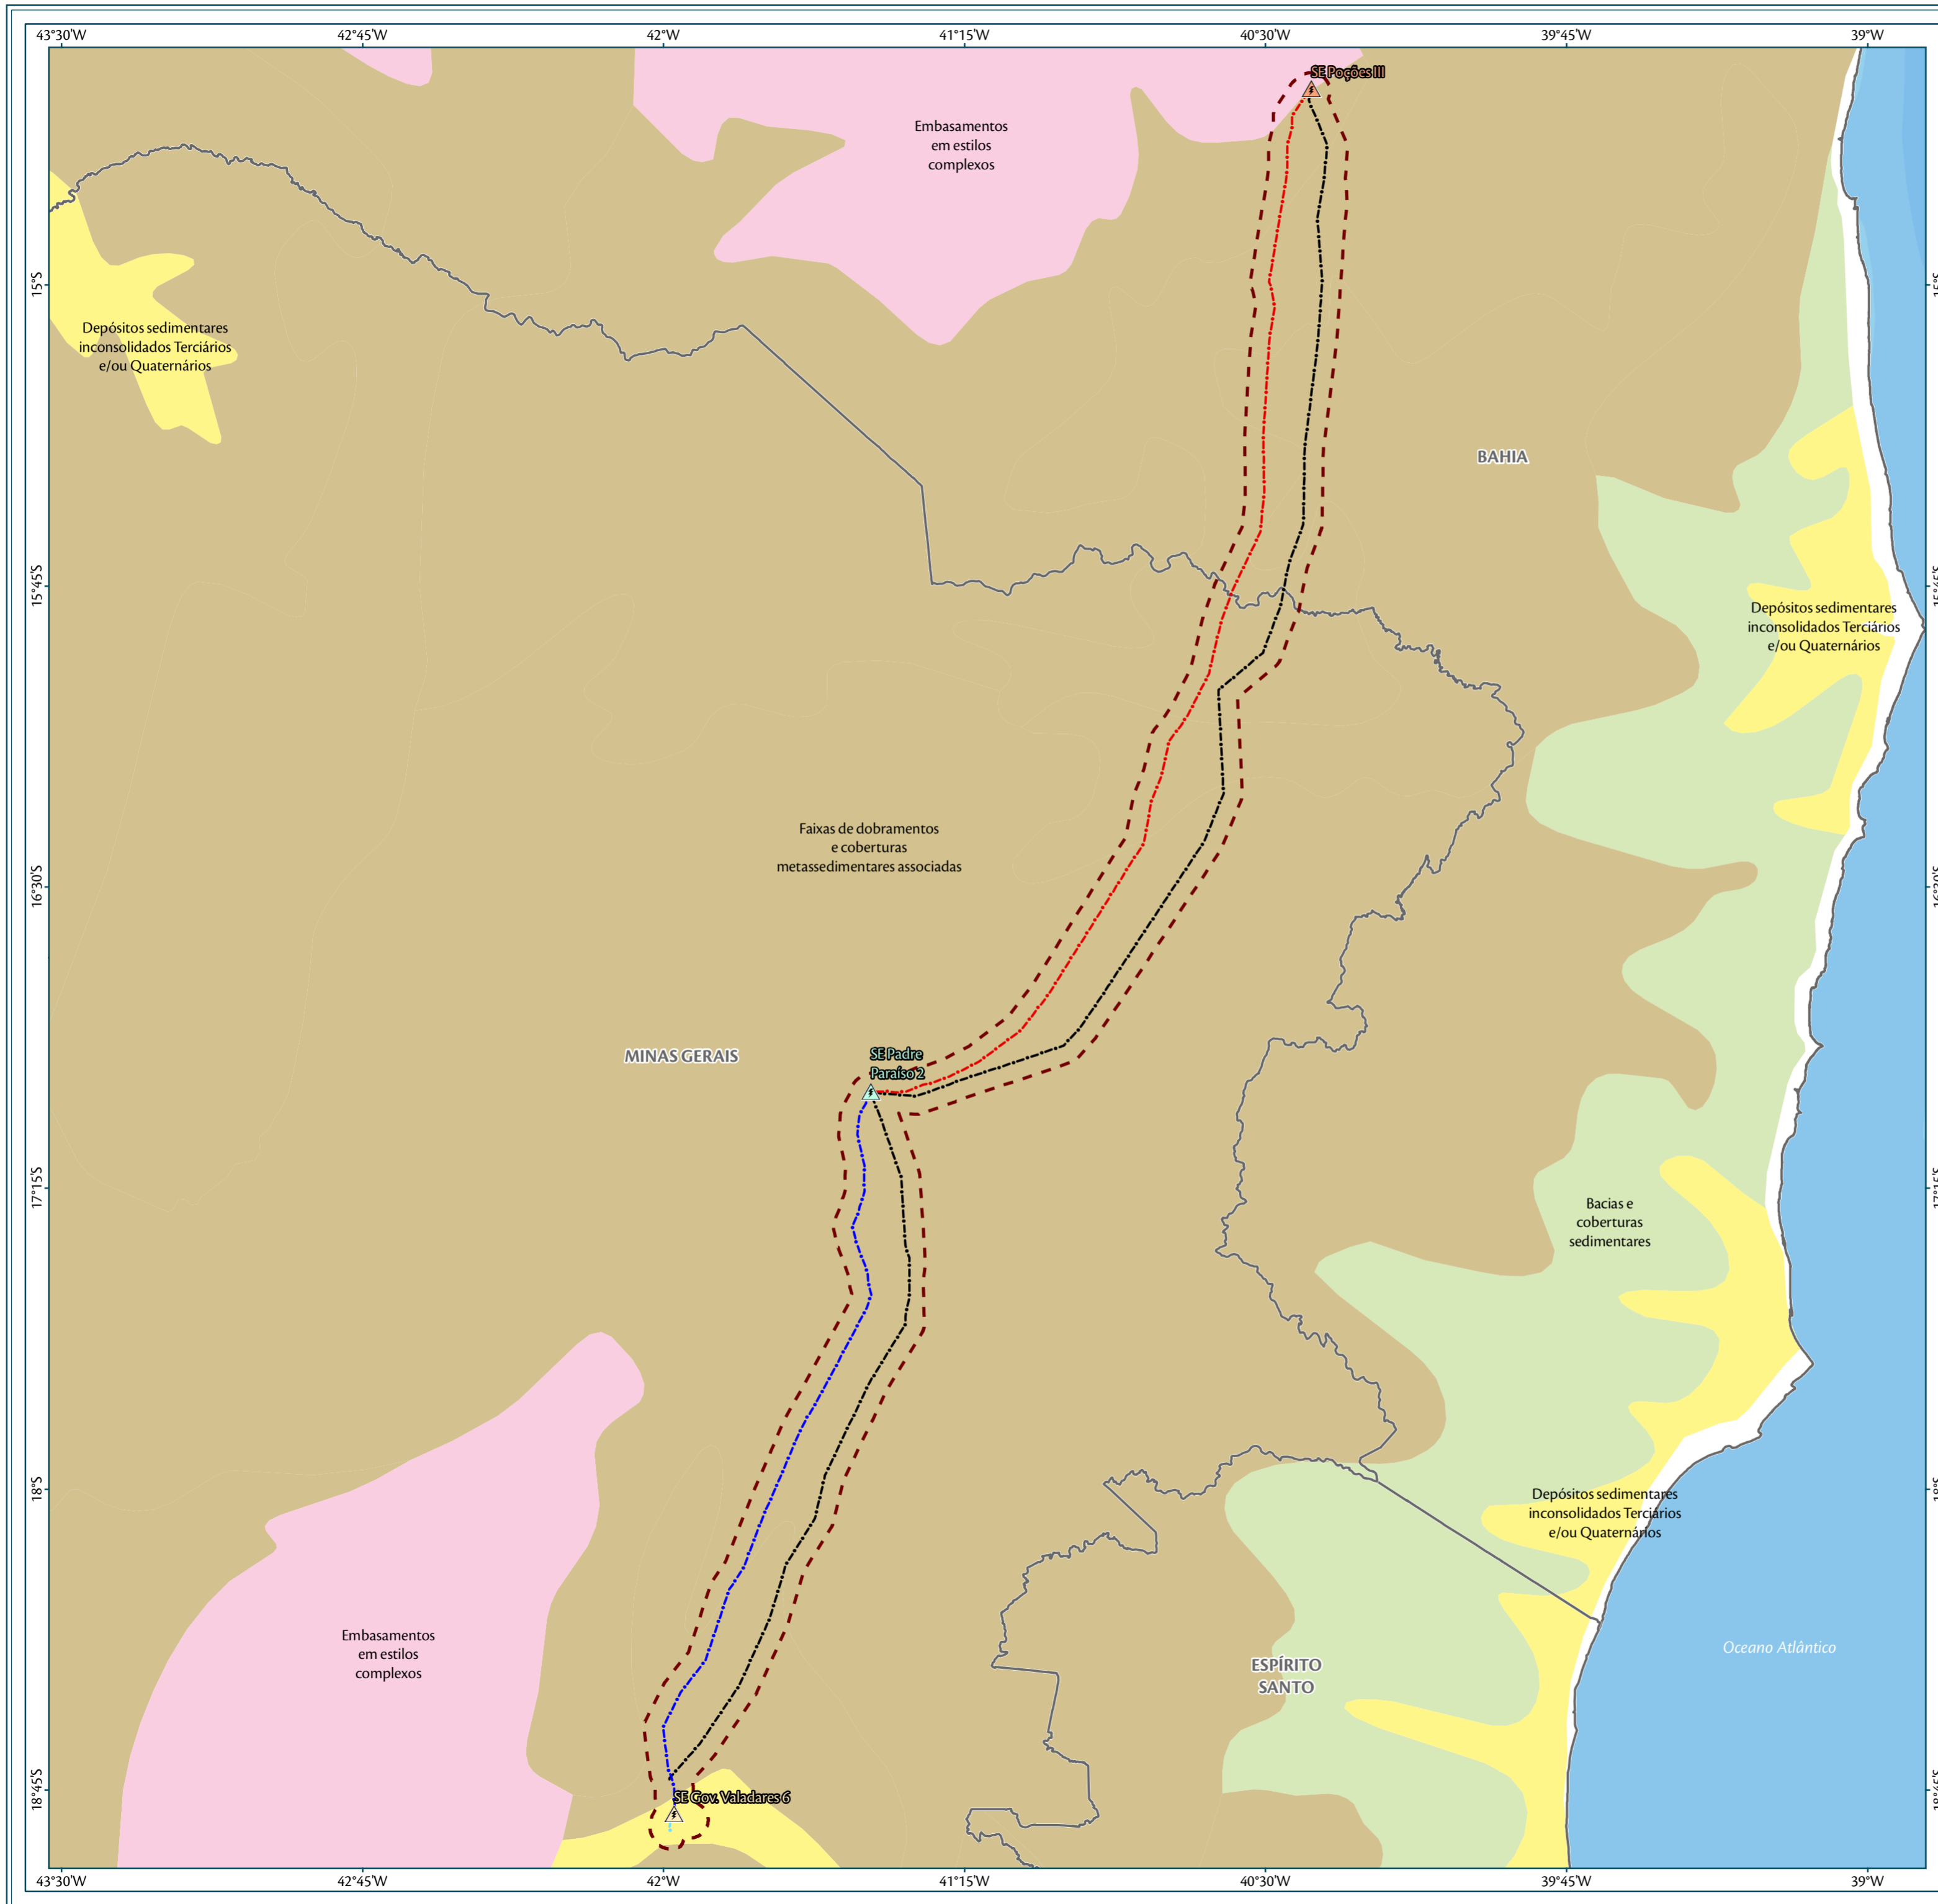 43°30'W 42°45'W 42°W 41°15'W 40°30'W 39°45'W 39°W
SE Poções III
Embasamentos
em estilos
complexos
15°S
Depósitos sedimentares
inconsolidados Terciários
e/ou Quaternários
BAHIA
15°45'S
Depósitos sedimentares
inconsolidados Terciários
e/ou Quaternários
Faixas de dobramentos
e coberturas
metassedimentares associadas
16°30'S
MINAS GERAIS
SE Padre
Paraíso 2
17°15'S
Bacias e
coberturas
sedimentares
18°S
Depósitos sedimentares
inconsolidados Terciários
e/ou Quaternários
Embasamentos
em estilos
complexos
Oceano Atlântico
ESPÍRITO
SANTO
18°45'S
SE Gov. Valadares 6
43°30'W 42°45'W 42°W 41°15'W 40°30'W 39°45'W 39°W